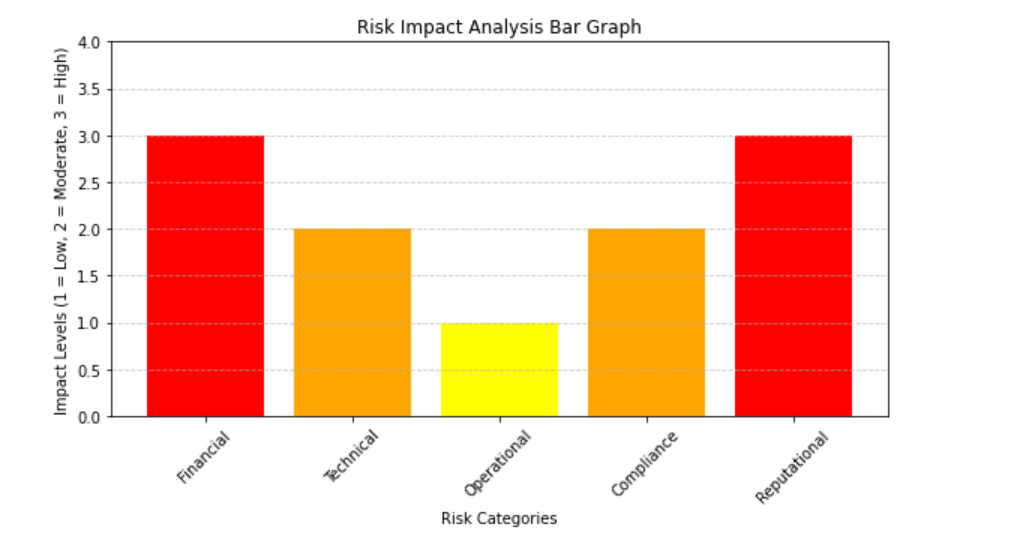 Risk Impact Analysis Bar Graph
Impact Levels (1 = Low, 2 = Moderate, 3 = High)
4.0
3.5
3.0
2.5
2.0
1.5
1.0
0.5
0.0
Financial
Technical
Operational
Compliance
Reputational
Risk Categories